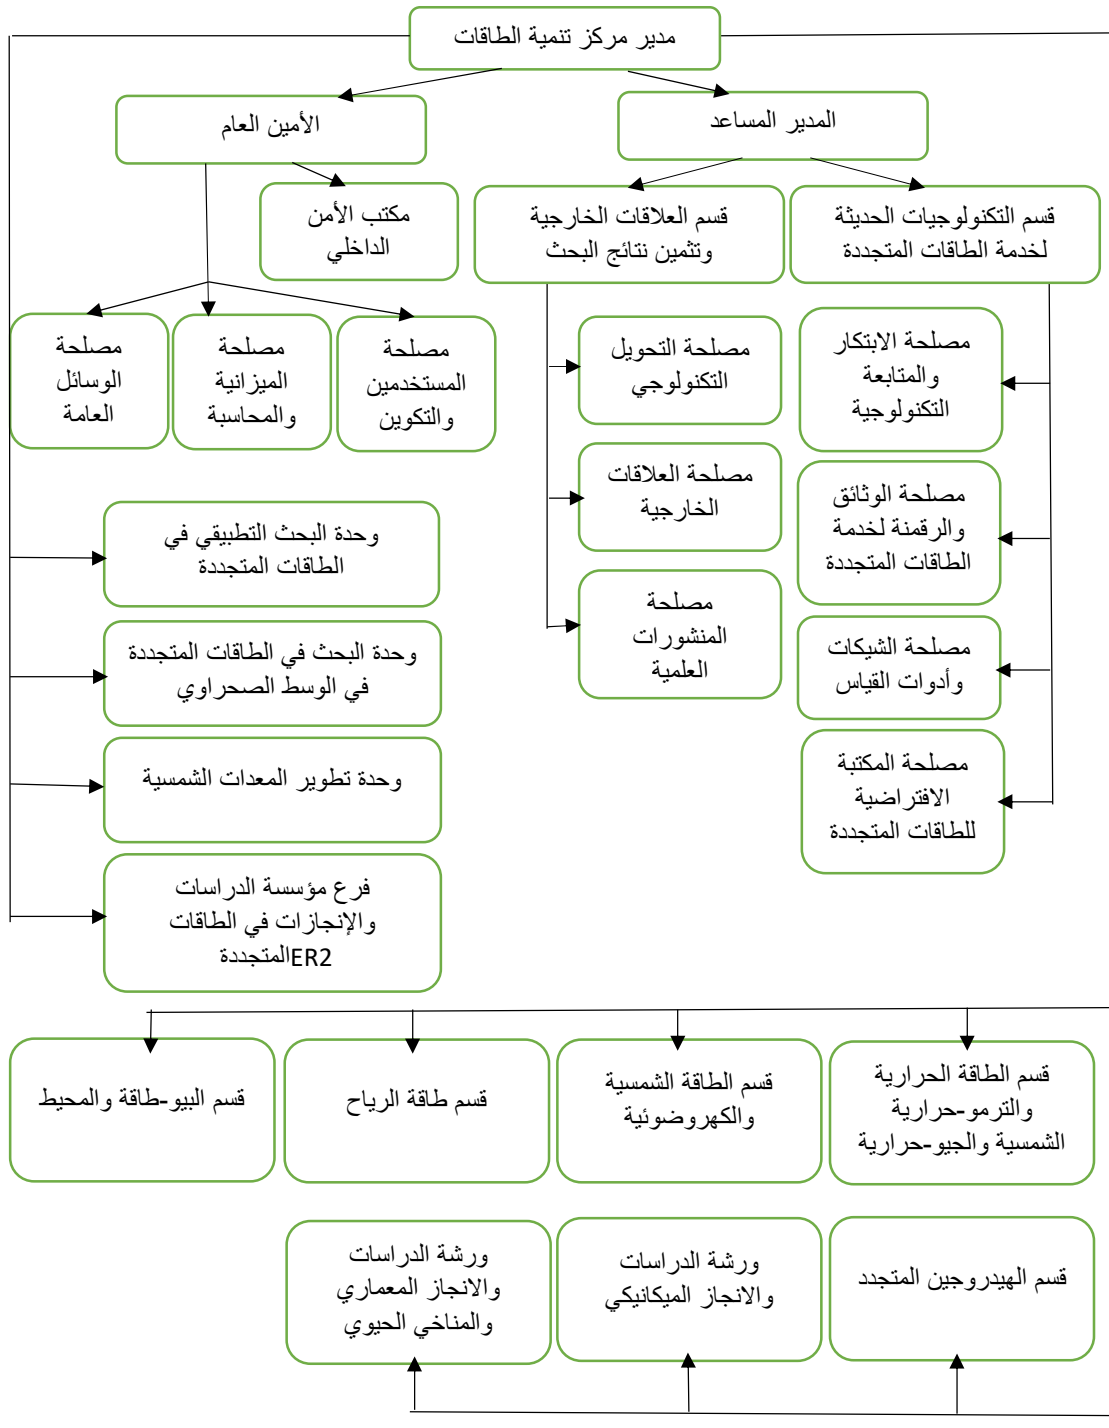 مدير مركز تنمية الطاقات
المدير المساعد
الأمين العام
قسم التكنولوجيات الحديثة
لخدمة الطاقات المتجددة
قسم العلاقات الخارجية
وتثمين نتائج البحث
مكتب الأمن
الداخلي
مصلحة الابتكار
والمتابعة
التكنولوجية
مصلحة الوثائق
والرقمنة لخدمة
الطاقات المتجددة
مصلحة الشيكات
وأدوات القياس
مصلحة المكتبة
الافتراضية
للطاقات المتجددة
مصلحة التحويل
التكنولوجي
مصلحة العلاقات
الخارجية
مصلحة
المنشورات
العلمية
مصلحة
المستخدمين
والتكوين
مصلحة
الميزانية
والمحاسبة
مصلحة
الوسائل
العامة
وحدة البحث التطبيقي في
الطاقات المتجددة
وحدة البحث في الطاقات المتجددة
في الوسط الصحراوي
وحدة تطوير المعدات الشمسية
فرع مؤسسة الدراسات
والإنجازات في الطاقات
المتجددةER2
قسم الطاقة الحرارية
والترمو-حرارية
الشمسية والجيو-حرارية
قسم الطاقة الشمسية
والكهروضوئية
قسم طاقة الرياح
قسم البيو-طاقة والمحيط
قسم الهيدروجين المتجدد
ورشة الدراسات
والانجاز الميكانيكي
ورشة الدراسات
والانجاز المعماري
والمناخي الحيوي